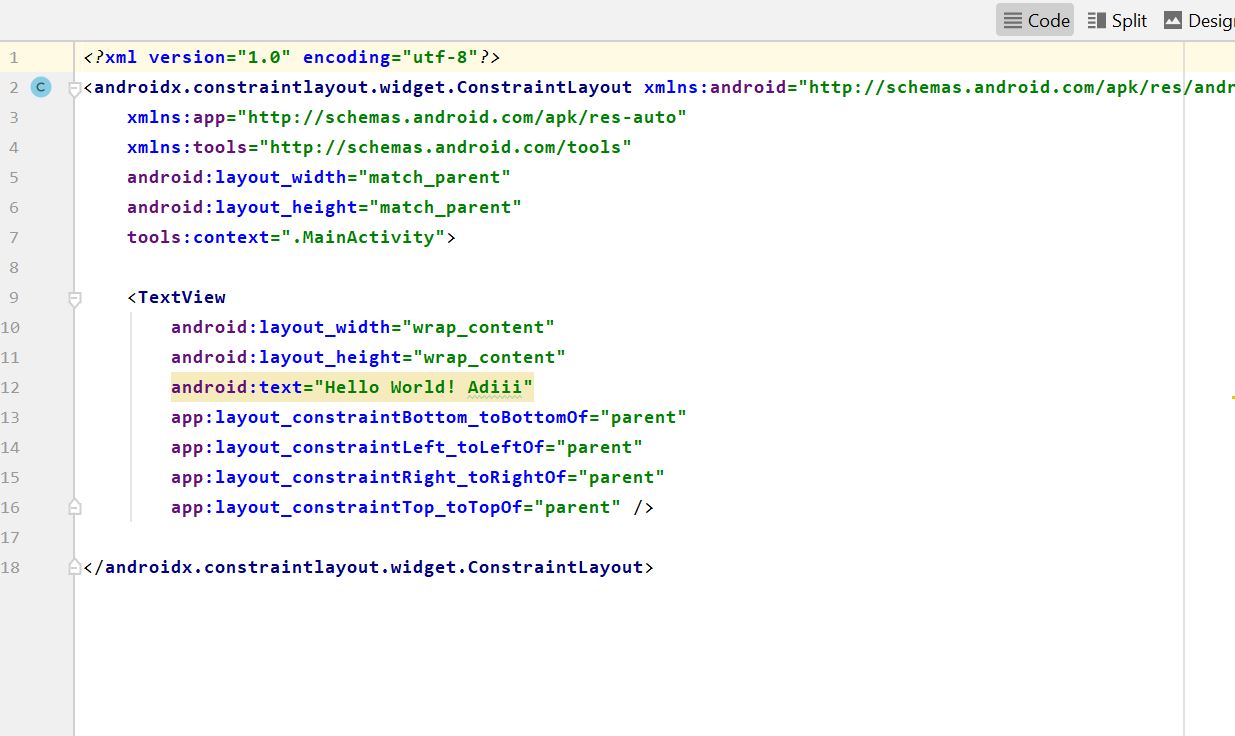 Code Split Desig
1 <?xml version="1.0" encoding="utf-8"?>
2 C <androidx.constraintlayout.widget.ConstraintLayout xmlns:android="http://schemas.android.com/apk/res/andr
3 xmlns:app="http://schemas.android.com/apk/res-auto"
4 xmlns:tools="http://schemas.android.com/tools"
5 android:layout_width="match_parent"
6 android:layout_height="match_parent"
7 tools:context=".MainActivity">
8
9 <TextView
10 android:layout_width="wrap_content"
11 android:layout_height="wrap_content"
12 android:text="Hello World! Adiii"
13 app:layout_constraintBottom_toBottomOf="parent"
14 app:layout_constraintLeft_toLeftOf="parent"
15 app:layout_constraintRight_toRightOf="parent"
16 app:layout_constraintTop_toTopOf="parent" />
17
18 </androidx.constraintlayout.widget.ConstraintLayout>